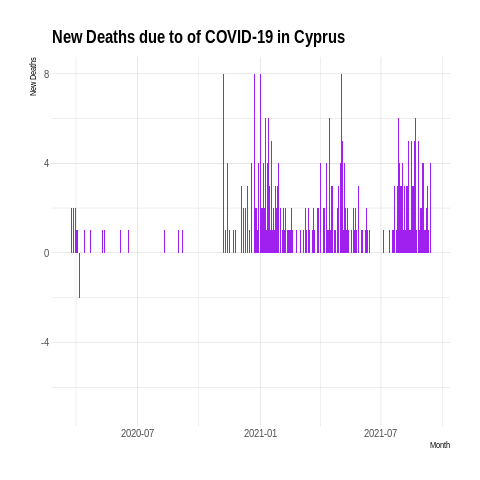 New Deaths due to of COVID-19 in Cyprus
New Deaths
8
4
0
-4
2020-07
2021-01
2021-07
Month